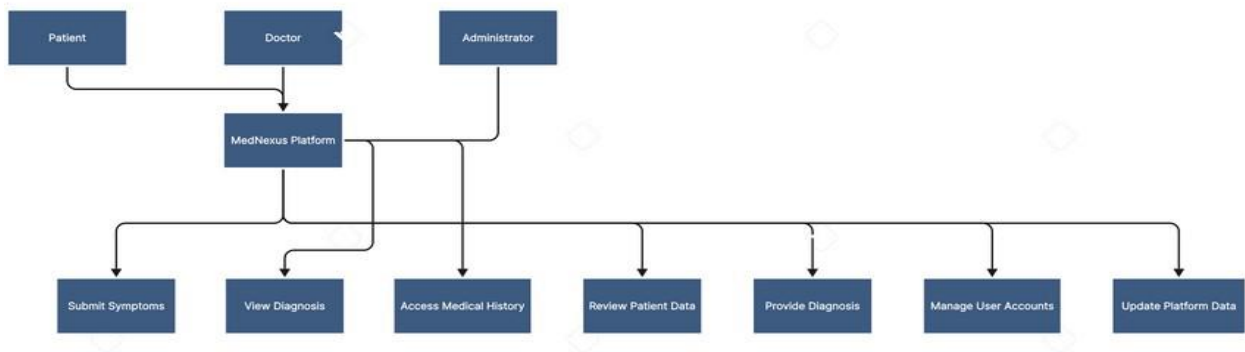 Patient
Doctor
Administrator
MedNexus Platform
Submit Symptoms
View Diagnosis
Access Medical History
Review Patient Data
Provide Diagnosis
Manage User Accounts
Update Platform Data